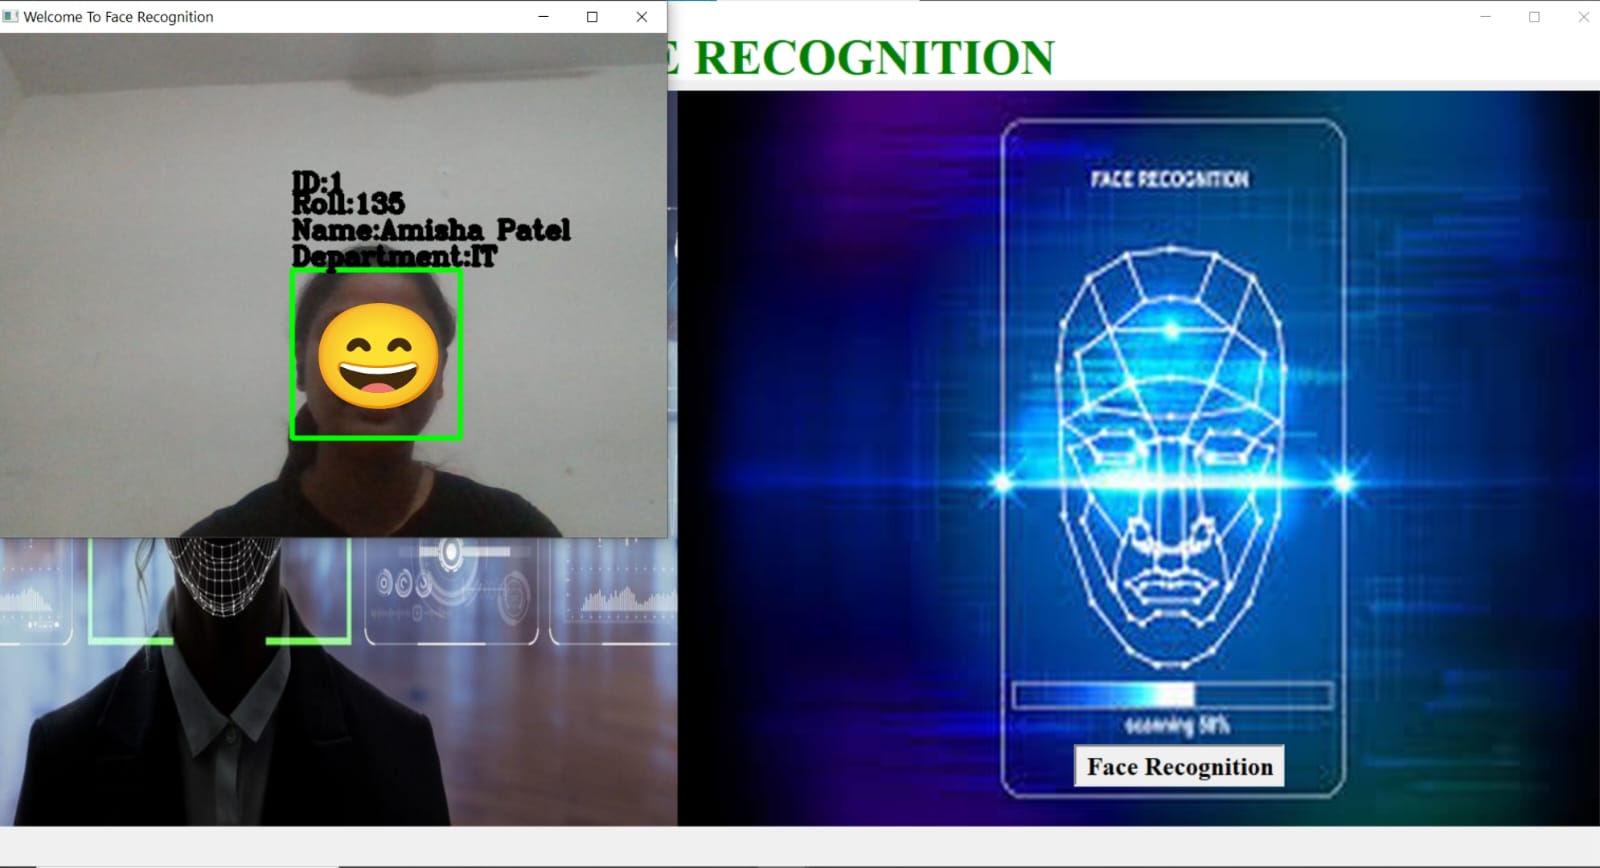 Welcome To Face Recognition
E RECOGNITION
ID:1
Roll:135
Name:Amisha Patel
Department:IT
FACE RECOGNITION
scanning 58%
Face Recognition